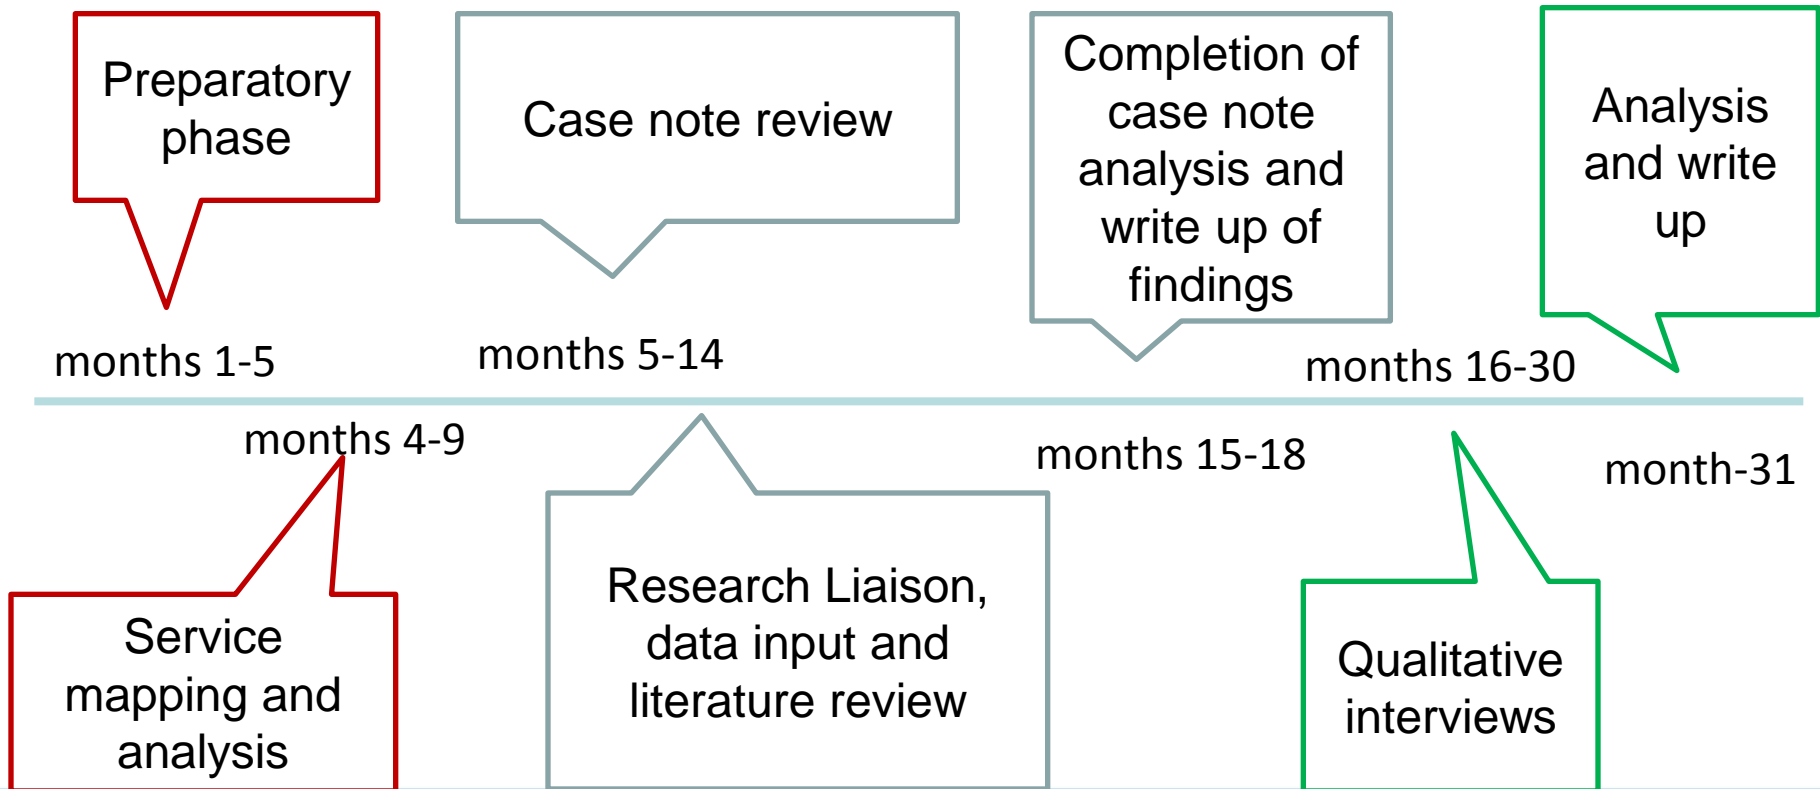 Preparatory
phase
Case note review
Completion of
case note
analysis and
write up of
findings
Analysis
and write
up
months 1-5
months 5-14
months 16-30
months 4-9
months 15-18
month-31
Service
mapping and
analysis
Research Liaison,
data input and
literature review
Qualitative
interviews